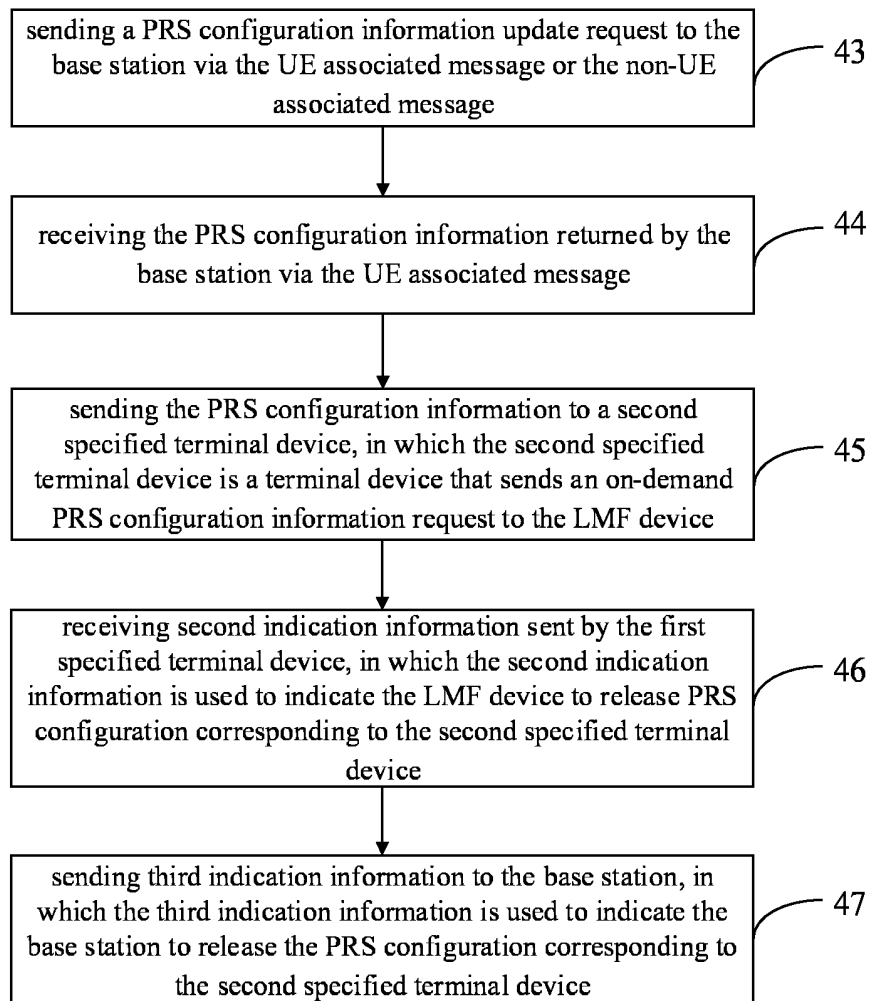 sending a PRS configuration information update request to the
base station via the UE associated message or the non-UE
associated message
43
receiving the PRS configuration information returned by the
base station via the UE associated message
44
sending the PRS configuration information to a second
specified terminal device, in which the second specified
terminal device is a terminal device that sends an on-demand
PRS configuration information request to the LMF device
45
receiving second indication information sent by the first
specified terminal device, in which the second indication
information is used to indicate the LMF device to release PRS
configuration corresponding to the second specified terminal
device
46
sending third indication information to the base station, in
which the third indication information is used to indicate the
base station to release the PRS configuration corresponding to
the second specified terminal device
47